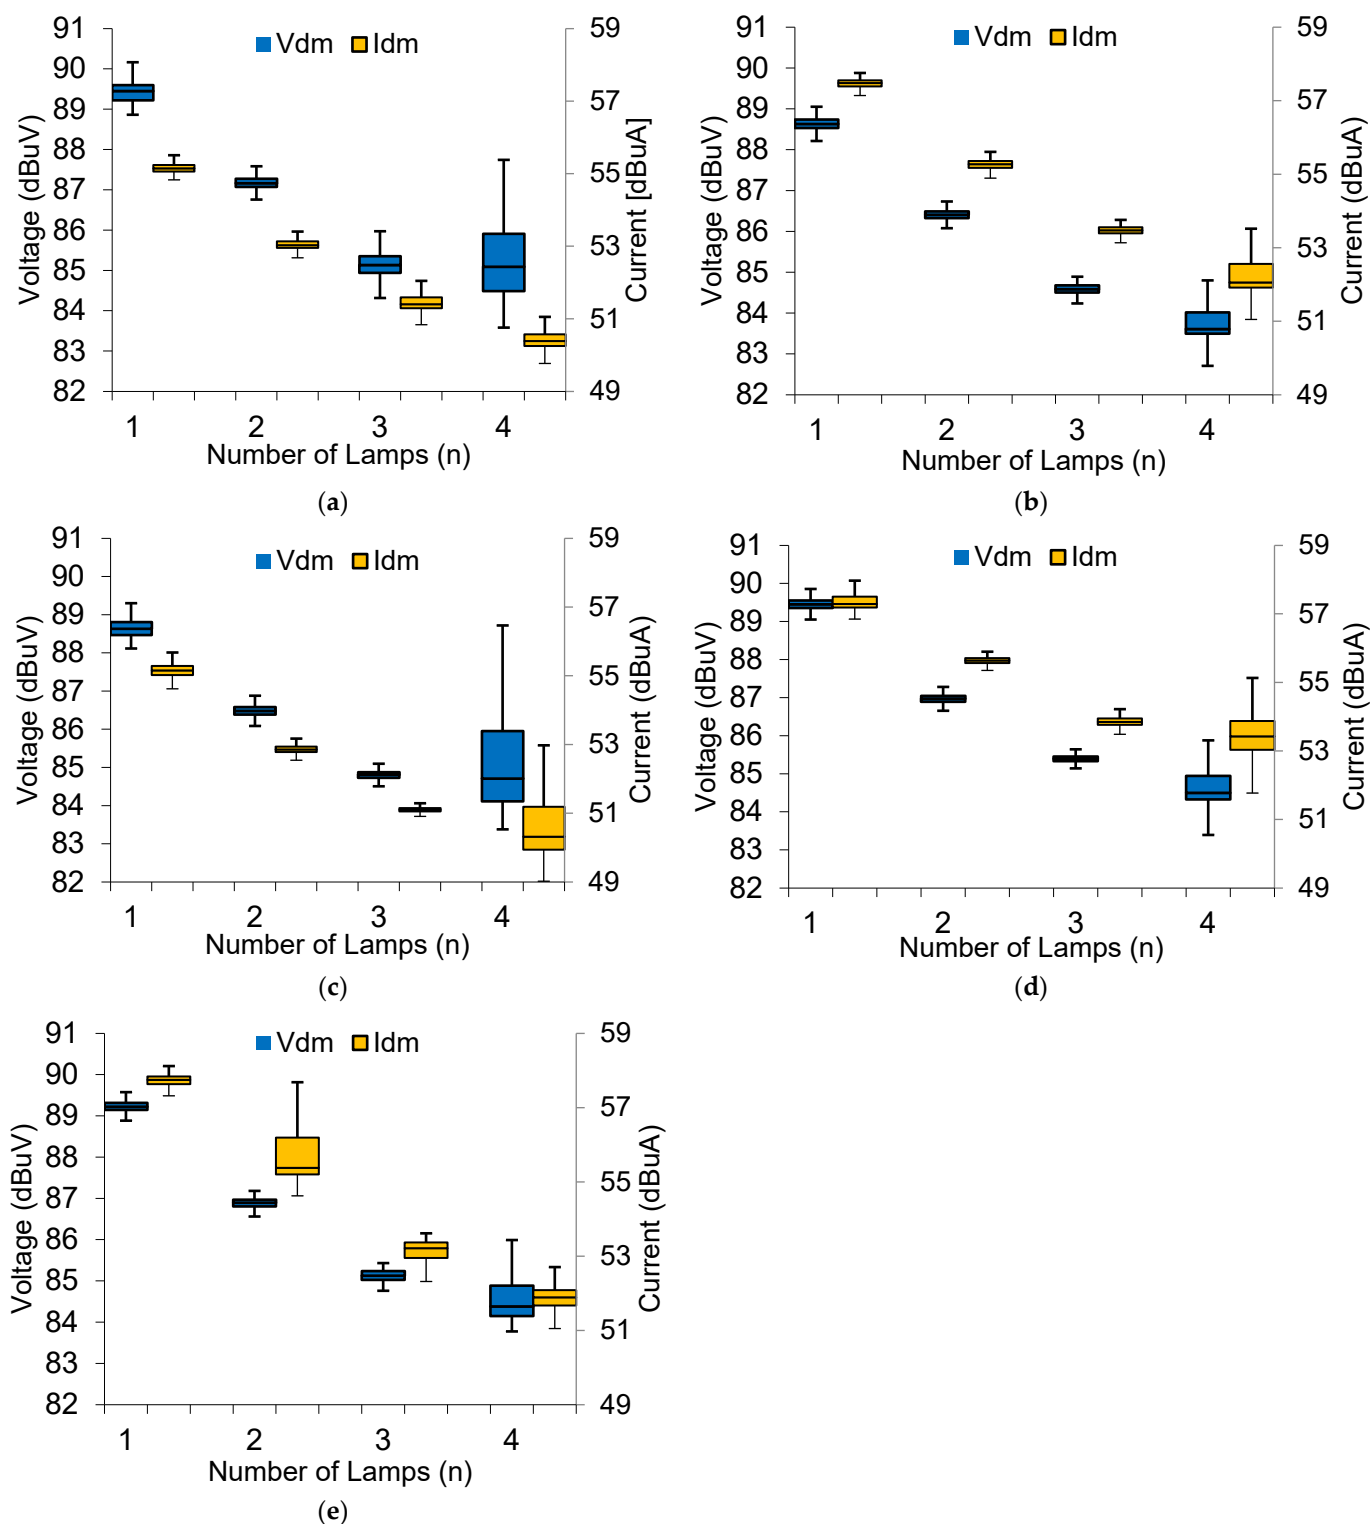 Vdm Idm
Voltage (dBuV)
91
90
89
88
87
86
85
84
83
82
59
57
55
53
51
49
Current [dBuA]
1 2 3 4
Number of Lamps (n)
(a)
Vdm Idm
Voltage (dBuV)
91
90
89
88
87
86
85
84
83
82
59
57
55
53
51
49
Current (dBuA)
1 2 3 4
Number of Lamps (n)
(b)
Vdm Idm
Voltage (dBuV)
91
90
89
88
87
86
85
84
83
82
59
57
55
53
51
49
Current (dBuA)
1 2 3 4
Number of Lamps (n)
(c)
Vdm Idm
Voltage (dBuV)
91
90
89
88
87
86
85
84
83
82
59
57
55
53
51
49
Current (dBuA)
1 2 3 4
Number of Lamps (n)
(d)
Vdm Idm
Voltage (dBuV)
91
90
89
88
87
86
85
84
83
82
59
57
55
53
51
49
Current (dBuA)
1 2 3 4
Number of Lamps (n)
(e)